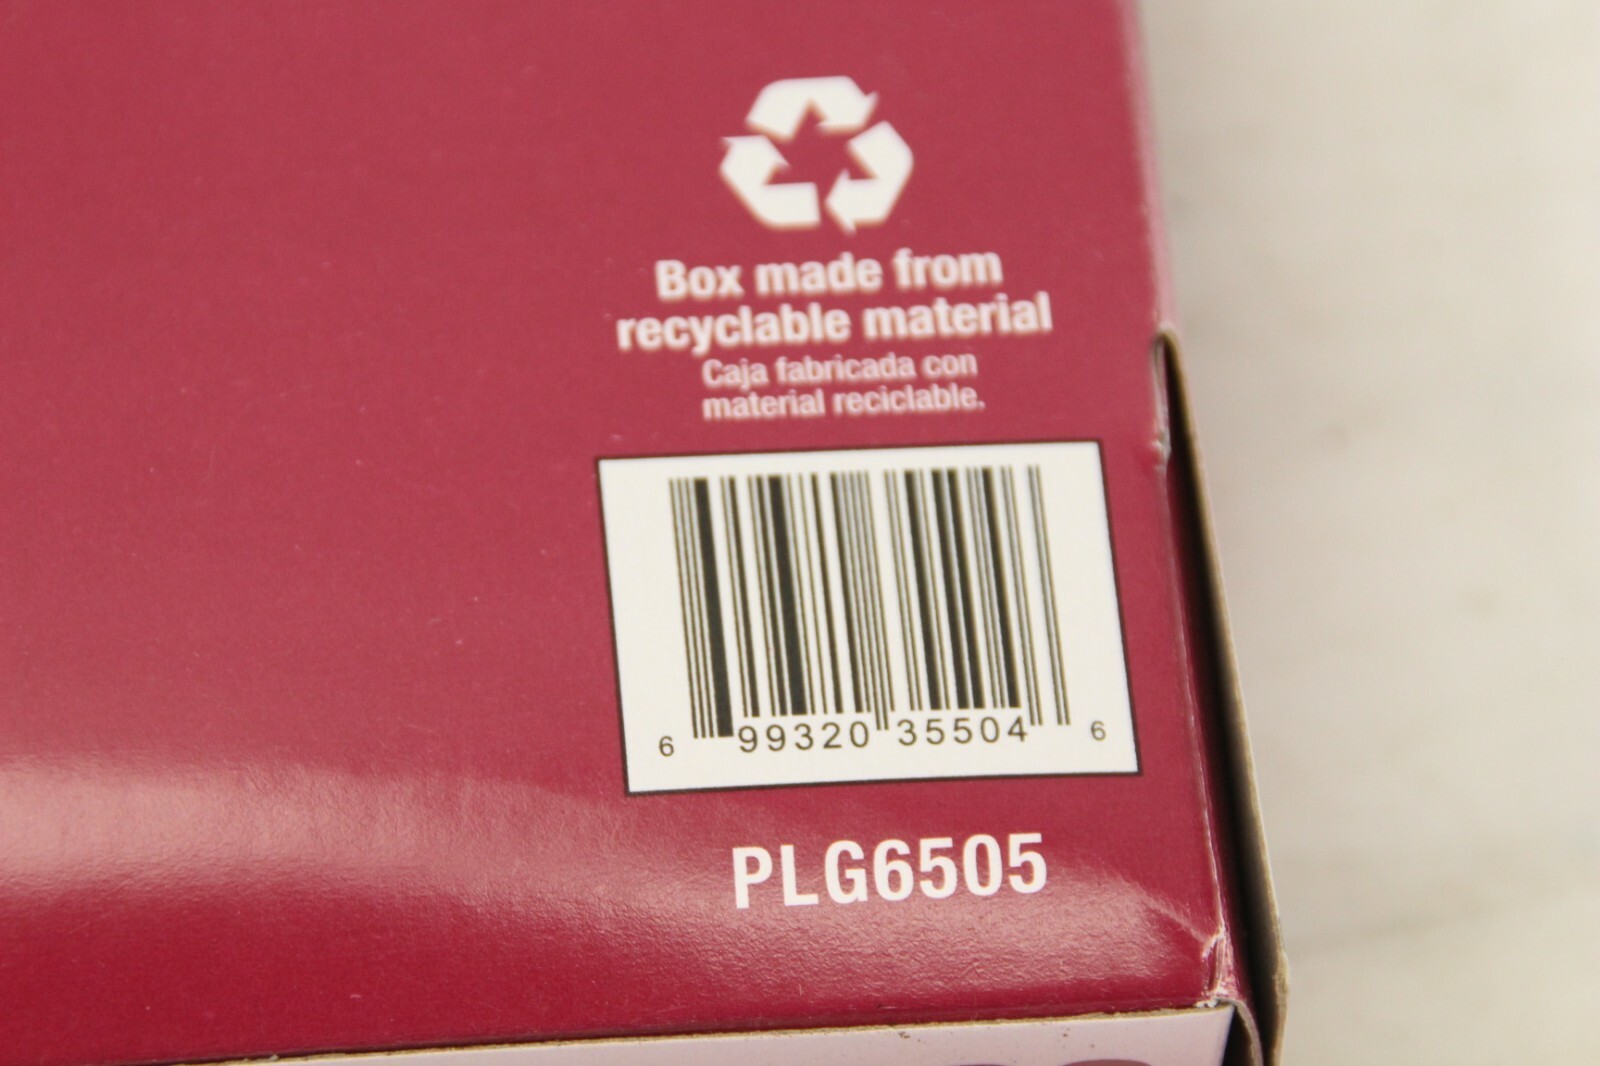 Box made from
recyclable material
Caja fabricada con
material reciclable.
6 99320 35504 6
PLG6505